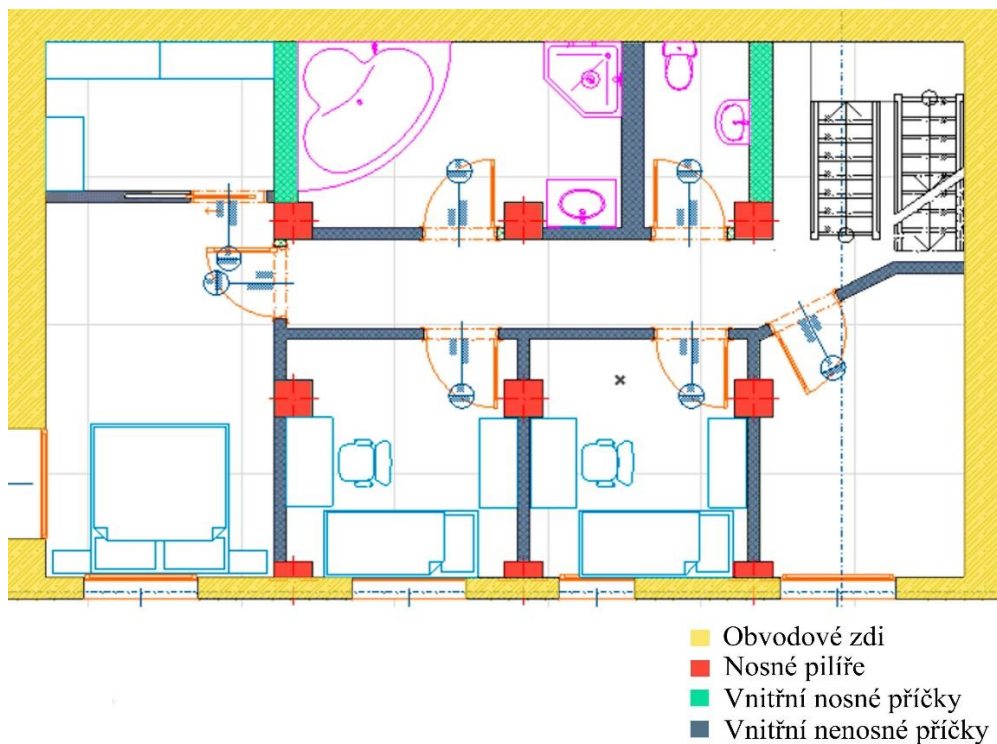 Obvodové zdi
Nosné pilíře
Vnitřní nosné příčky
Vnitřní nenosné příčky